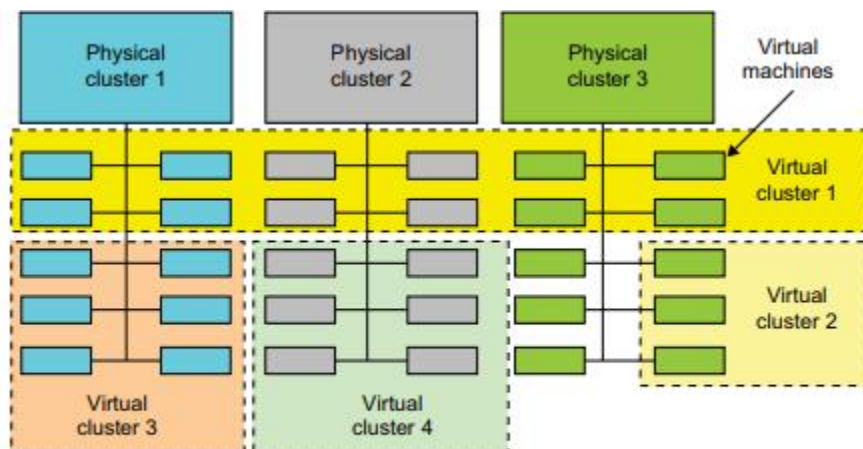 Physical
cluster 1
Physical
cluster 2
Physical
cluster 3
Virtual
machines
Virtual
cluster 1
Virtual
cluster 2
Virtual
cluster 3
Virtual
cluster 4